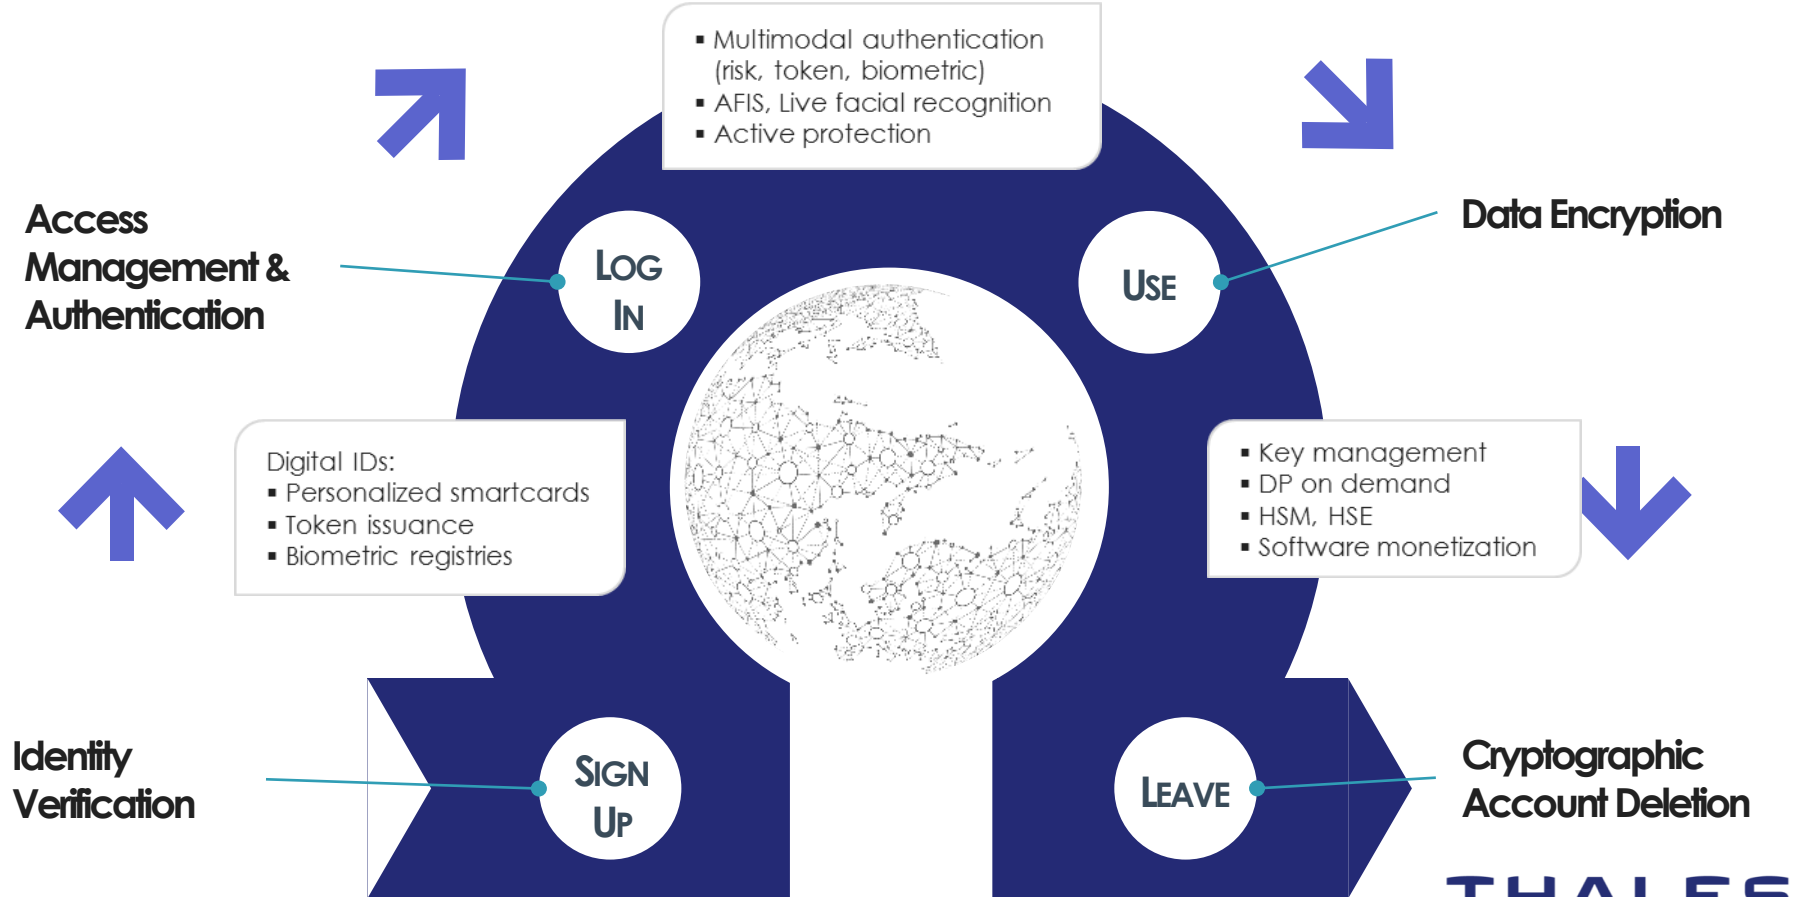 ▪ Multimodal authentication
(risk, token, biometric)
▪ AFIS, Live facial recognition
▪ Active protection
Access
Management &
Authentication
LOG
IN
USE
Data Encryption
Digital IDs:
▪ Personalized smartcards
▪ Token issuance
▪ Biometric registries
▪ Key management
▪ DP on demand
▪ HSM, HSE
▪ Software monetization
Identity
Verification
SIGN
UP
LEAVE
Cryptographic
Account Deletion
THALES